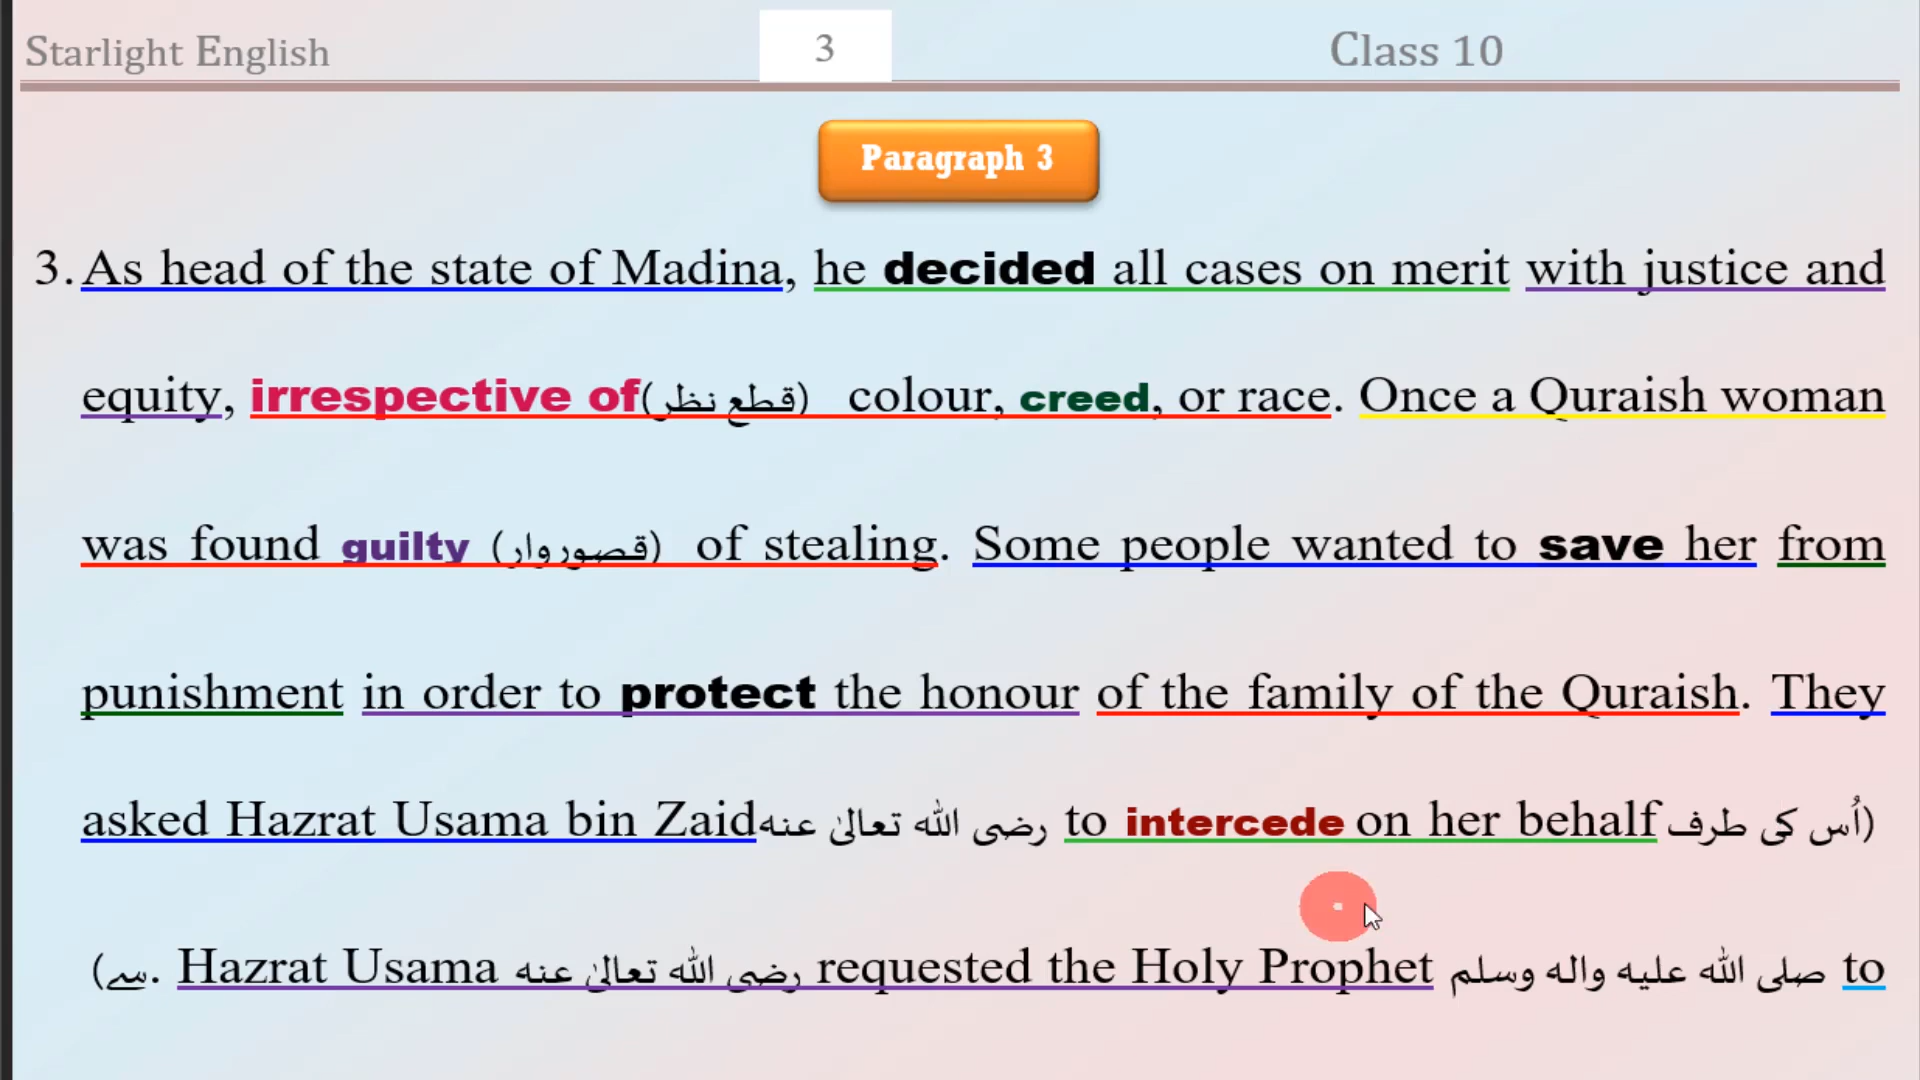 Starlight English 3 Class 10
Paragraph 3
3. As head of the state of Madina, he decided all cases on merit with justice and
equity, irrespective of(قطع نظر) colour, creed, or race. Once a Quraish woman
was found guilty (قصوروار) of stealing. Some people wanted to save her from
punishment in order to protect the honour of the family of the Quraish. They
asked Hazrat Usama bin Zaid رضی اللہ تعالیٰ عنہ to intercede on her behalf (اُس کی طرف
سے). Hazrat Usama رضی اللہ تعالیٰ عنہ requested the Holy Prophet صلی اللہ علیہ والہ وسلم to